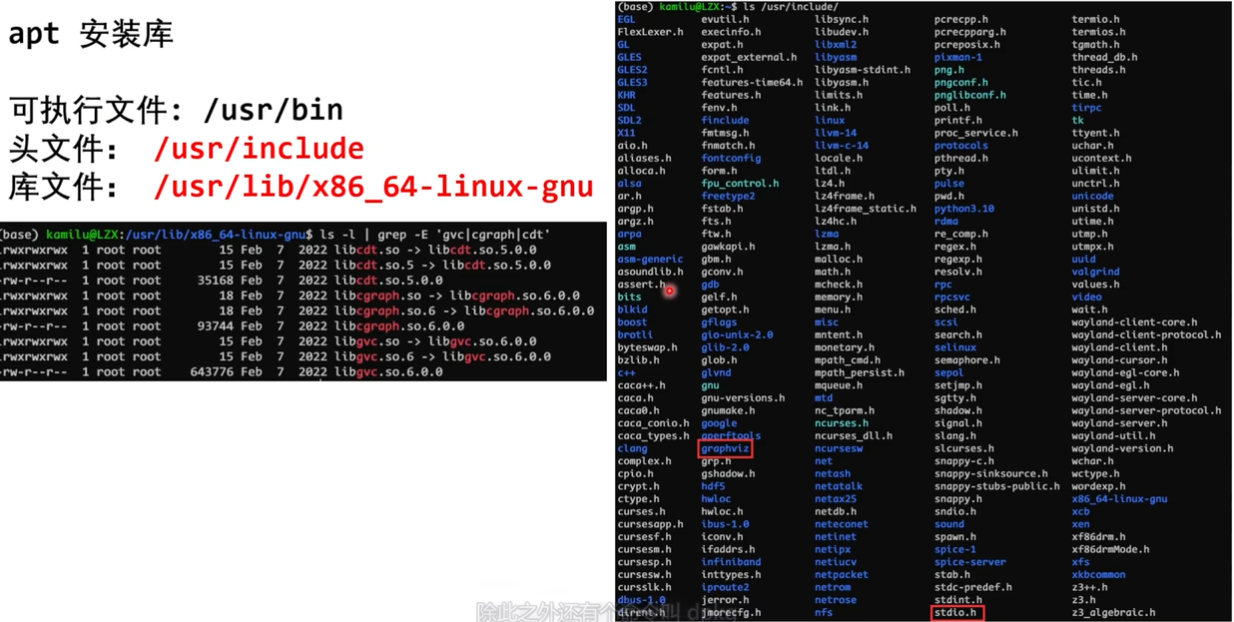 apt 安装库
可执行文件: /usr/bin
头文件: /usr/include
库文件: /usr/lib/x86_64-linux-gnu
(base) kamilu@LZX:/usr/lib/x86_64-linux-gnu$ ls -l | grep -E 'gvc|cgraph|cdt'
lrwxrwxrwx 1 root root 15 Feb 7 2022 libcdt.so -> libcdt.so.5.0.0
lrwxrwxrwx 1 root root 15 Feb 7 2022 libcdt.so.5 -> libcdt.so.5.0.0
-rw-r--r-- 1 root root 35168 Feb 7 2022 libcdt.so.5.0.0
lrwxrwxrwx 1 root root 18 Feb 7 2022 libcgraph.so -> libcgraph.so.6.0.0
lrwxrwxrwx 1 root root 18 Feb 7 2022 libcgraph.so.6 -> libcgraph.so.6.0.0
-rw-r--r-- 1 root root 93744 Feb 7 2022 libcgraph.so.6.0.0
lrwxrwxrwx 1 root root 15 Feb 7 2022 libgvc.so -> libgvc.so.6.0.0
lrwxrwxrwx 1 root root 15 Feb 7 2022 libgvc.so.6 -> libgvc.so.6.0.0
-rw-r--r-- 1 root root 643776 Feb 7 2022 libgvc.so.6.0.0
(base) kamilu@LZX:~$ ls /usr/include/
EGL evutil.h libsync.h pcrecpp.h termio.h
FlexLexer.h execinfo.h libudev.h pcrecpparg.h termios.h
GL expat.h libxml2 pcreposix.h tgmath.h
GLES expat_external.h libyasm pixman-1 thread_db.h
GLES2 fcntl.h libyasm-stdint.h png.h threads.h
GLES3 features-time64.h libyasm.h pngconf.h tic.h
KHR features.h limits.h pnglibconf.h time.h
SDL fenv.h link.h poll.h tirpc
SDL2 finclude linux printf.h tk
X11 fmtmsg.h llvm-14 proc_service.h ttyent.h
aio.h fnmatch.h llvm-c-14 protocols uchar.h
aliases.h fontconfig locale.h pthread.h ucontext.h
alloca.h form.h ltdl.h pty.h ulimit.h
alsa fpu_control.h lz4.h pulse unctrl.h
ar.h freetype2 lz4frame.h pwd.h unicode
argp.h fstab.h lz4frame_static.h python3.10 unistd.h
argz.h fts.h lz4hc.h rdma utime.h
arpa ftw.h lzma re_comp.h utmp.h
asm gawkapi.h lzma.h regex.h utmpx.h
asm-generic gbm.h malloc.h regexp.h uuid
asoundlib.h gconv.h math.h resolv.h valgrind
assert.h gdb mcheck.h rpc values.h
bits gelf.h memory.h rpcsvc video
blkid getopt.h menu.h sched.h wait.h
boost gflags misc scsi wayland-client-core.h
brotli gio-unix-2.0 mntent.h search.h wayland-client-protocol.h
byteswap.h glib-2.0 monetary.h selinux wayland-client.h
bzlib.h glob.h mpath_cmd.h semaphore.h wayland-cursor.h
c++ glvnd mpath_persist.h sepol wayland-egl-core.h
caca++.h gnu mqueue.h setjmp.h wayland-egl.h
caca.h gnu-versions.h mtd sgtty.h wayland-server-core.h
caca0.h gnumake.h nc_tparm.h shadow.h wayland-server-protocol.h
caca_conio.h google ncurses.h signal.h wayland-server.h
caca_types.h gperftools ncurses_dll.h slang.h wayland-util.h
clang graphviz ncursesw slcurses.h wayland-version.h
complex.h grp.h net snappy-c.h wchar.h
cpio.h gshadow.h netash snappy-sinksource.h wctype.h
crypt.h hdf5 netatalk snappy-stubs-public.h wordexp.h
ctype.h hwloc netax25 snappy.h x86_64-linux-gnu
curses.h hwloc.h netdb.h sndio.h xcb
cursesapp.h ibus-1.0 neteconet sound xen
cursesf.h iconv.h netinet spawn.h xf86drm.h
cursesm.h ifaddrs.h netipx spice-1 xf86drmMode.h
cursesp.h infiniband netiucv spice-server xfs
cursesw.h inttypes.h netpacket stab.h xkbcommon
cursslk.h iproute2 netrom stdc-predef.h z3++.h
dbus-1.0 jerror.h netrose stdint.h z3.h
dirent.h jmorecfg.h nfs stdio.h z3_algebraic.h
除此之外还有个命令叫 dpkg